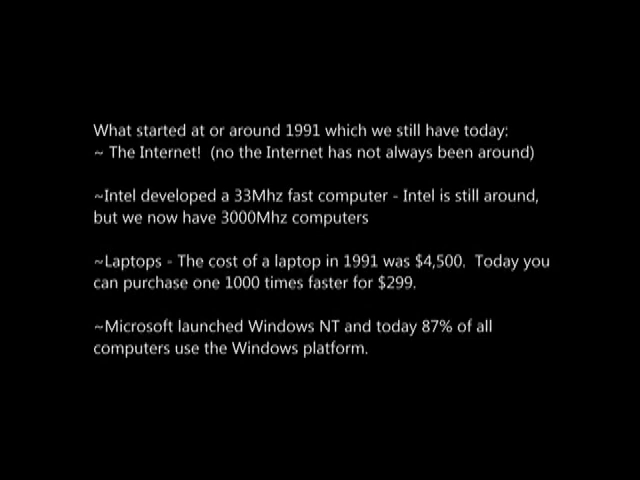 What started at or around 1991 which we still have today:
~ The Internet!  (no the Internet has not always been around)
~Intel developed a 33Mhz fast computer - Intel is still around,
but we now have 3000Mhz computers
~Laptops - The cost of a laptop in 1991 was $4,500.  Today you
can purchase one 1000 times faster for $299.
~Microsoft launched Windows NT and today 87% of all
computers use the Windows platform.